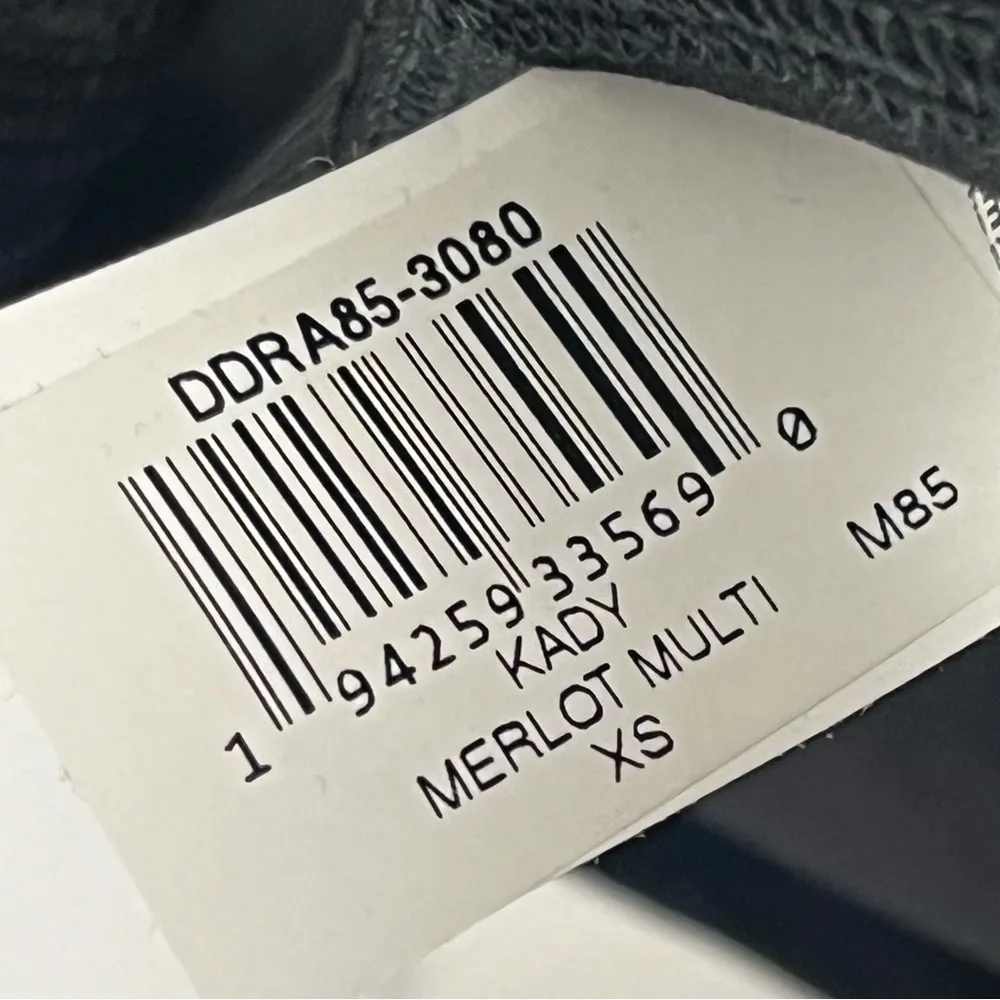 DDRA85-3080
1 94259 33569 0
KADY
M85
MERLOT MULTI
XS